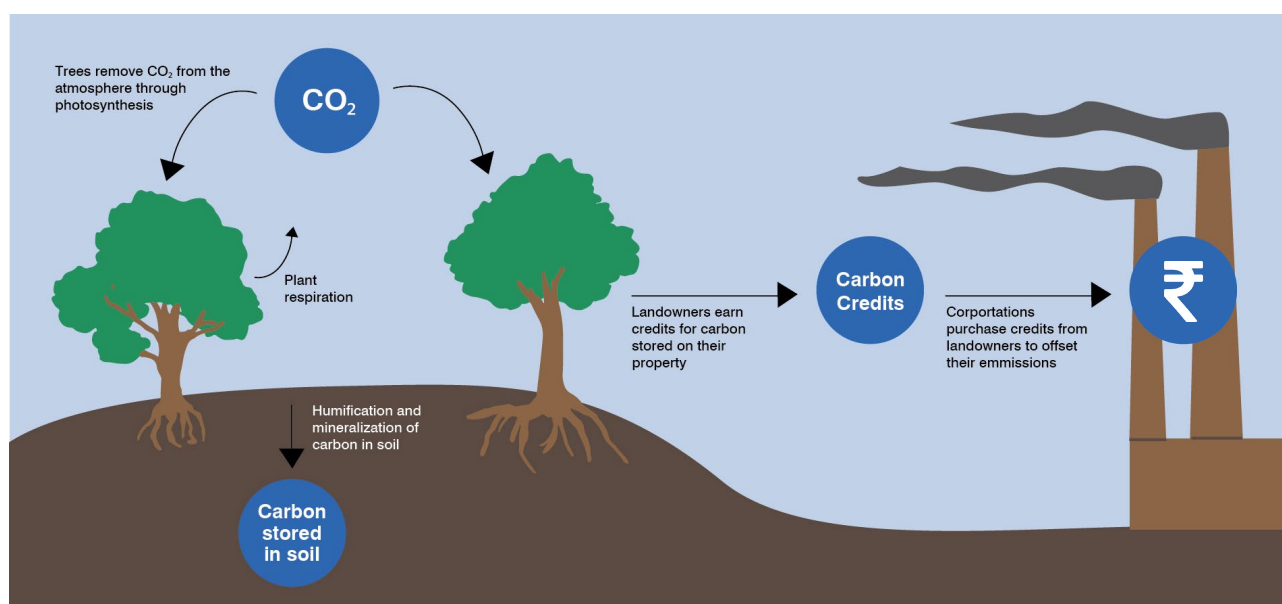 Trees remove CO₂ from the
atmosphere through
photosynthesis
CO₂
Plant
respiration
Landowners earn
credits for carbon
stored on their
property
Carbon
Credits
Corportations
purchase credits from
landowners to offset
their emmissions
₹
Humification and
mineralization of
carbon in soil
Carbon
stored
in soil